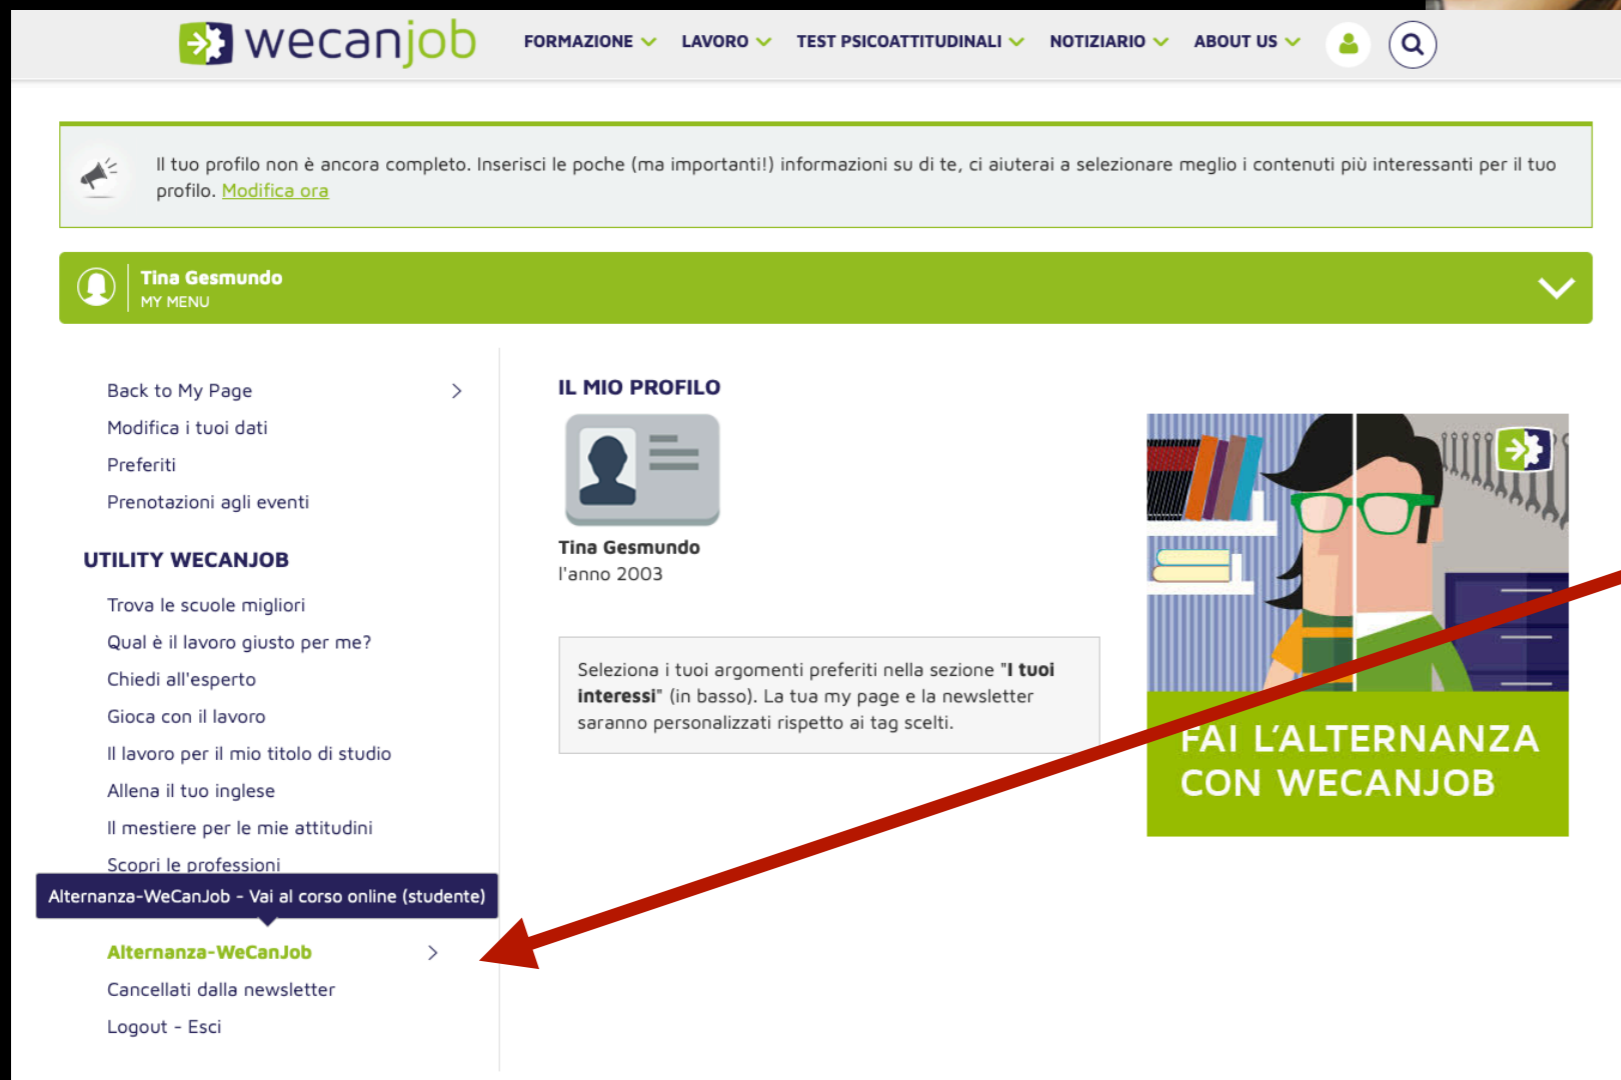 wecanjob
FORMAZIONE LAVORO TEST PSICOATTITUDINALI NOTIZIARIO ABOUT US
Il tuo profilo non è ancora completo. Inserisci le poche (ma importanti!) informazioni su di te, ci aiuterai a selezionare meglio i contenuti più interessanti per il tuo
profilo. Modifica ora
Tina Gesmundo
MY MENU
Back to My Page
Modifica i tuoi dati
Preferiti
Prenotazioni agli eventi
UTILITY WECANJOB
Trova le scuole migliori
Qual è il lavoro giusto per me?
Chiedi all'esperto
Gioca con il lavoro
Il lavoro per il mio titolo di studio
Allena il tuo inglese
Il mestiere per le mie attitudini
Scopri le professioni
Alternanza-WeCanJob - Vai al corso online (studente)
Alternanza-WeCanJob
Cancellati dalla newsletter
Logout - Esci
IL MIO PROFILO
Tina Gesmundo
l'anno 2003
Seleziona i tuoi argomenti preferiti nella sezione "I tuoi
interessi" (in basso). La tua my page e la newsletter
saranno personalizzati rispetto ai tag scelti.
FAI L'ALTERNANZA
CON WECANJOB